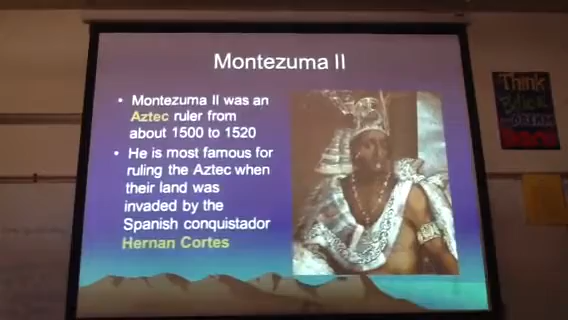 Montezuma II
• Montezuma II was an
Aztec ruler from
about 1500 to 1520
• He is most famous for
ruling the Aztec when
their land was
invaded by the
Spanish conquistador
Hernan Cortes
Think